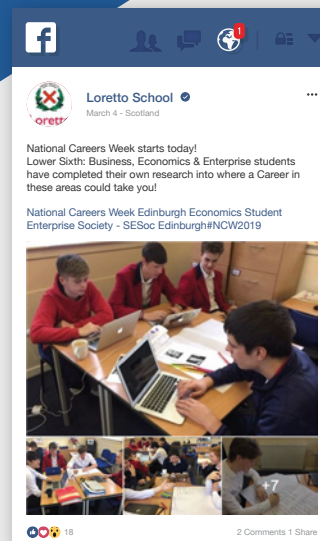 f
1
Loretto School
March 4 - Scotland
...
orett
National Careers Week starts today!
Lower Sixth: Business, Economics & Enterprise students
have completed their own research into where a Career in
these areas could take you!
National Careers Week Edinburgh Economics Student
Enterprise Society - SESoc Edinburgh#NCW2019
+7
18
2 Comments 1 Share